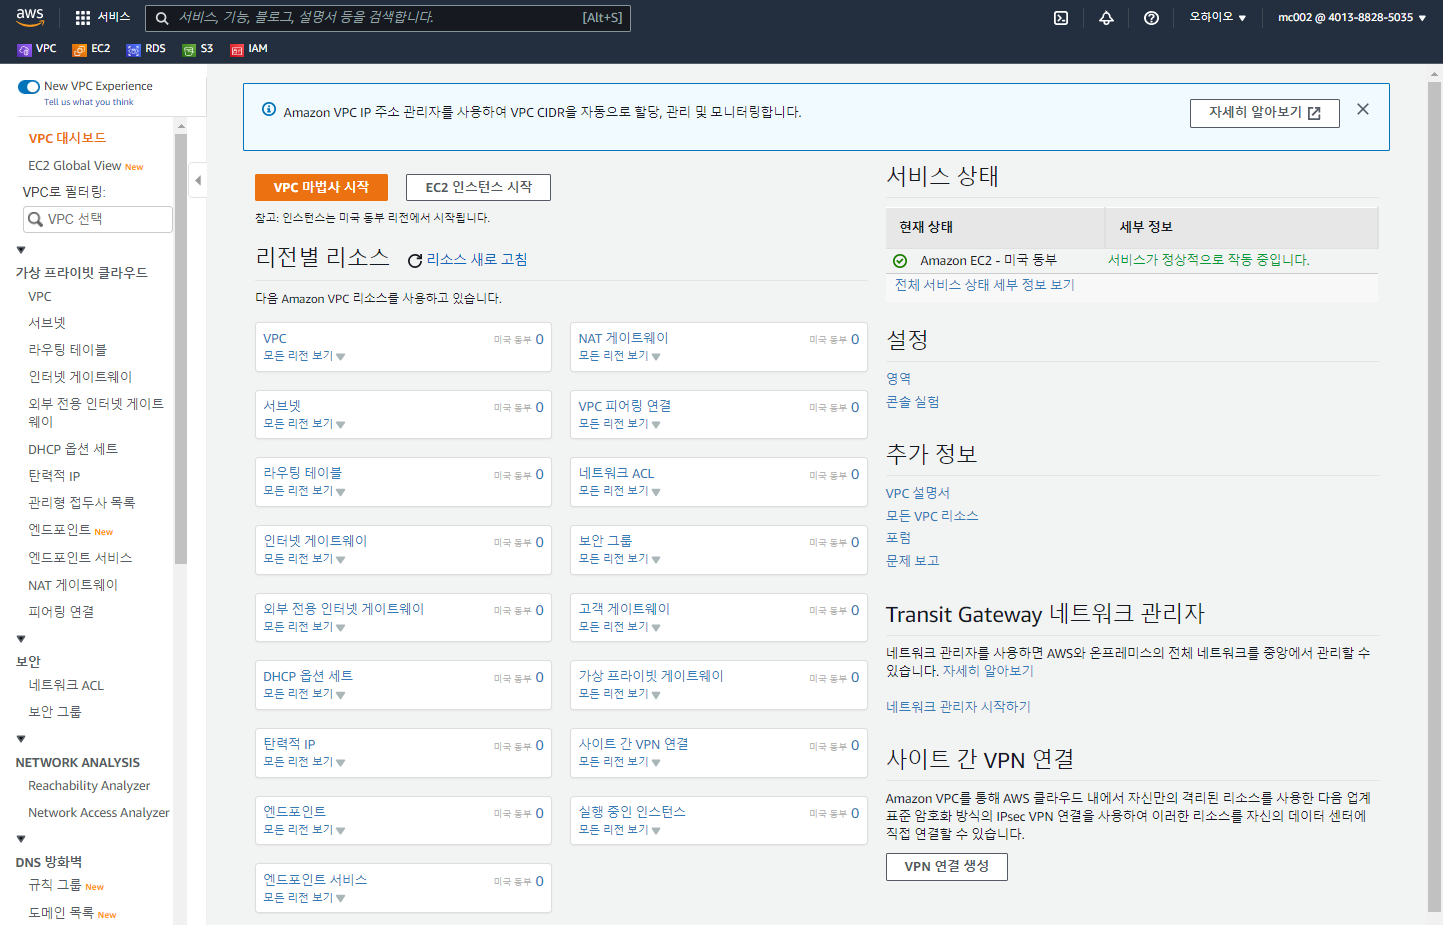 aws
서비스
서비스, 기능, 블로그, 설명서 등을 검색합니다.
[Alt+S]
오하이오 ▼
mc002 @ 4013-8828-5035 ▼
VPC
EC2
RDS
S3
IAM
New VPC Experience
Tell us what you think
VPC 대시보드
EC2 Global View New
VPC로 필터링:
VPC 선택
가상 프라이빗 클라우드
VPC
서브넷
라우팅 테이블
인터넷 게이트웨이
외부 전용 인터넷 게이트
웨이
DHCP 옵션 세트
탄력적 IP
관리형 접두사 목록
엔드포인트 New
엔드포인트 서비스
NAT 게이트웨이
피어링 연결
보안
네트워크 ACL
보안 그룹
NETWORK ANALYSIS
Reachability Analyzer
Network Access Analyzer
DNS 방화벽
규칙 그룹 New
도메인 목록 New
Amazon VPC IP 주소 관리자를 사용하여 VPC CIDR을 자동으로 할당, 관리 및 모니터링합니다.
자세히 알아보기
VPC 마법사 시작
EC2 인스턴스 시작
참고: 인스턴스는 미국 동부 리전에서 시작됩니다.
리전별 리소스
리소스 새로 고침
다음 Amazon VPC 리소스를 사용하고 있습니다.
VPC 미국 동부 0
모든 리전 보기 ▼
NAT 게이트웨이 미국 동부 0
모든 리전 보기 ▼
서브넷 미국 동부 0
모든 리전 보기 ▼
VPC 피어링 연결 미국 동부 0
모든 리전 보기 ▼
라우팅 테이블 미국 동부 0
모든 리전 보기 ▼
네트워크 ACL 미국 동부 0
모든 리전 보기 ▼
인터넷 게이트웨이 미국 동부 0
모든 리전 보기 ▼
보안 그룹 미국 동부 0
모든 리전 보기 ▼
외부 전용 인터넷 게이트웨이 미국 동부 0
모든 리전 보기 ▼
고객 게이트웨이 미국 동부 0
모든 리전 보기 ▼
DHCP 옵션 세트 미국 동부 0
모든 리전 보기 ▼
가상 프라이빗 게이트웨이 미국 동부 0
모든 리전 보기 ▼
탄력적 IP 미국 동부 0
모든 리전 보기 ▼
사이트 간 VPN 연결 미국 동부 0
모든 리전 보기 ▼
엔드포인트 미국 동부 0
모든 리전 보기 ▼
실행 중인 인스턴스 미국 동부 0
모든 리전 보기 ▼
엔드포인트 서비스 미국 동부 0
모든 리전 보기 ▼
서비스 상태
현재 상태 세부 정보
Amazon EC2 - 미국 동부 서비스가 정상적으로 작동 중입니다.
전체 서비스 상태 세부 정보 보기
설정
영역
콘솔 실험
추가 정보
VPC 설명서
모든 VPC 리소스
포럼
문제 보고
Transit Gateway 네트워크 관리자
네트워크 관리자를 사용하면 AWS와 온프레미스의 전체 네트워크를 중앙에서 관리할 수
있습니다. 자세히 알아보기
네트워크 관리자 시작하기
사이트 간 VPN 연결
Amazon VPC를 통해 AWS 클라우드 내에서 자신만의 격리된 리소스를 사용한 다음 업계
표준 암호화 방식의 IPsec VPN 연결을 사용하여 이러한 리소스를 자신의 데이터 센터에
직접 연결할 수 있습니다.
VPN 연결 생성